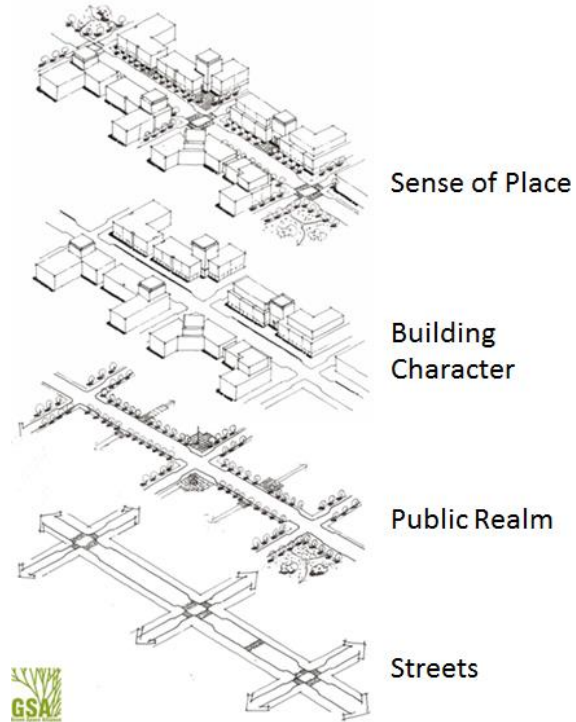 Sense of Place
Building
Character
Public Realm
Streets
GSA